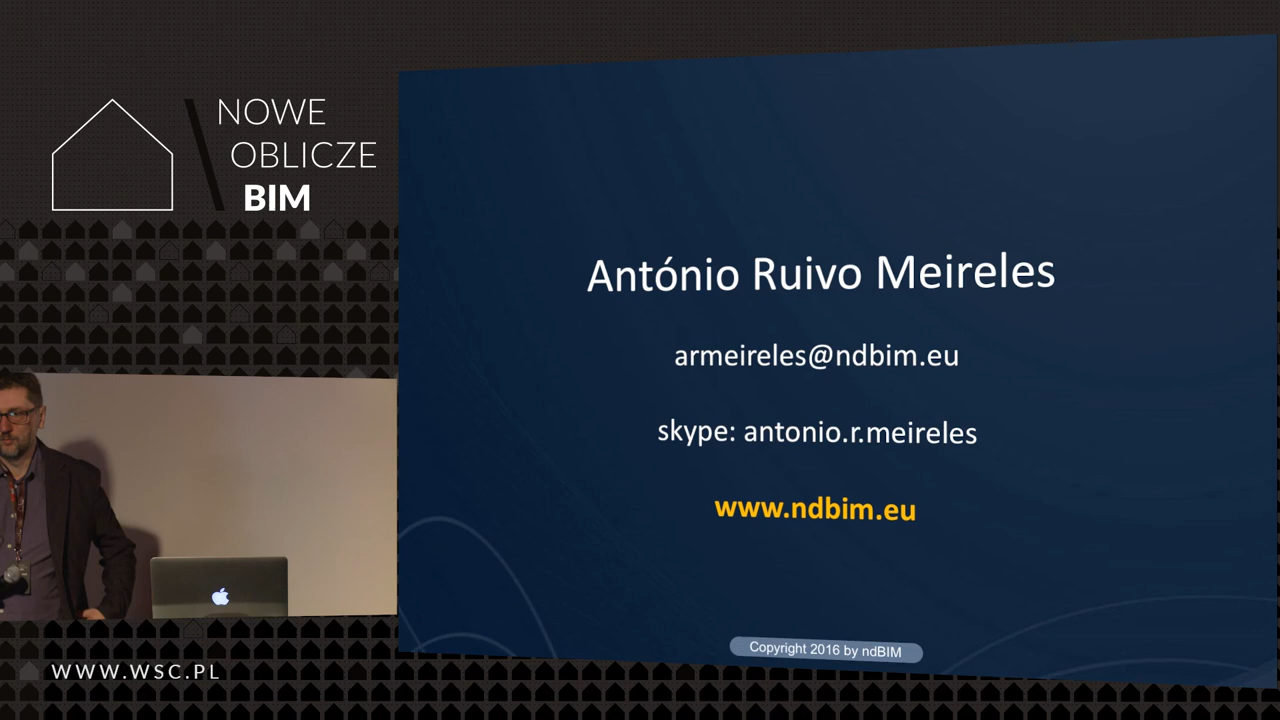 NOWE
OBLICZE
BIM
António Ruivo Meireles
armeireles@ndbim.eu
skype: antonio.r.meireles
www.ndbim.eu
Copyright 2016 by ndBIM
WWW.WSC.PL